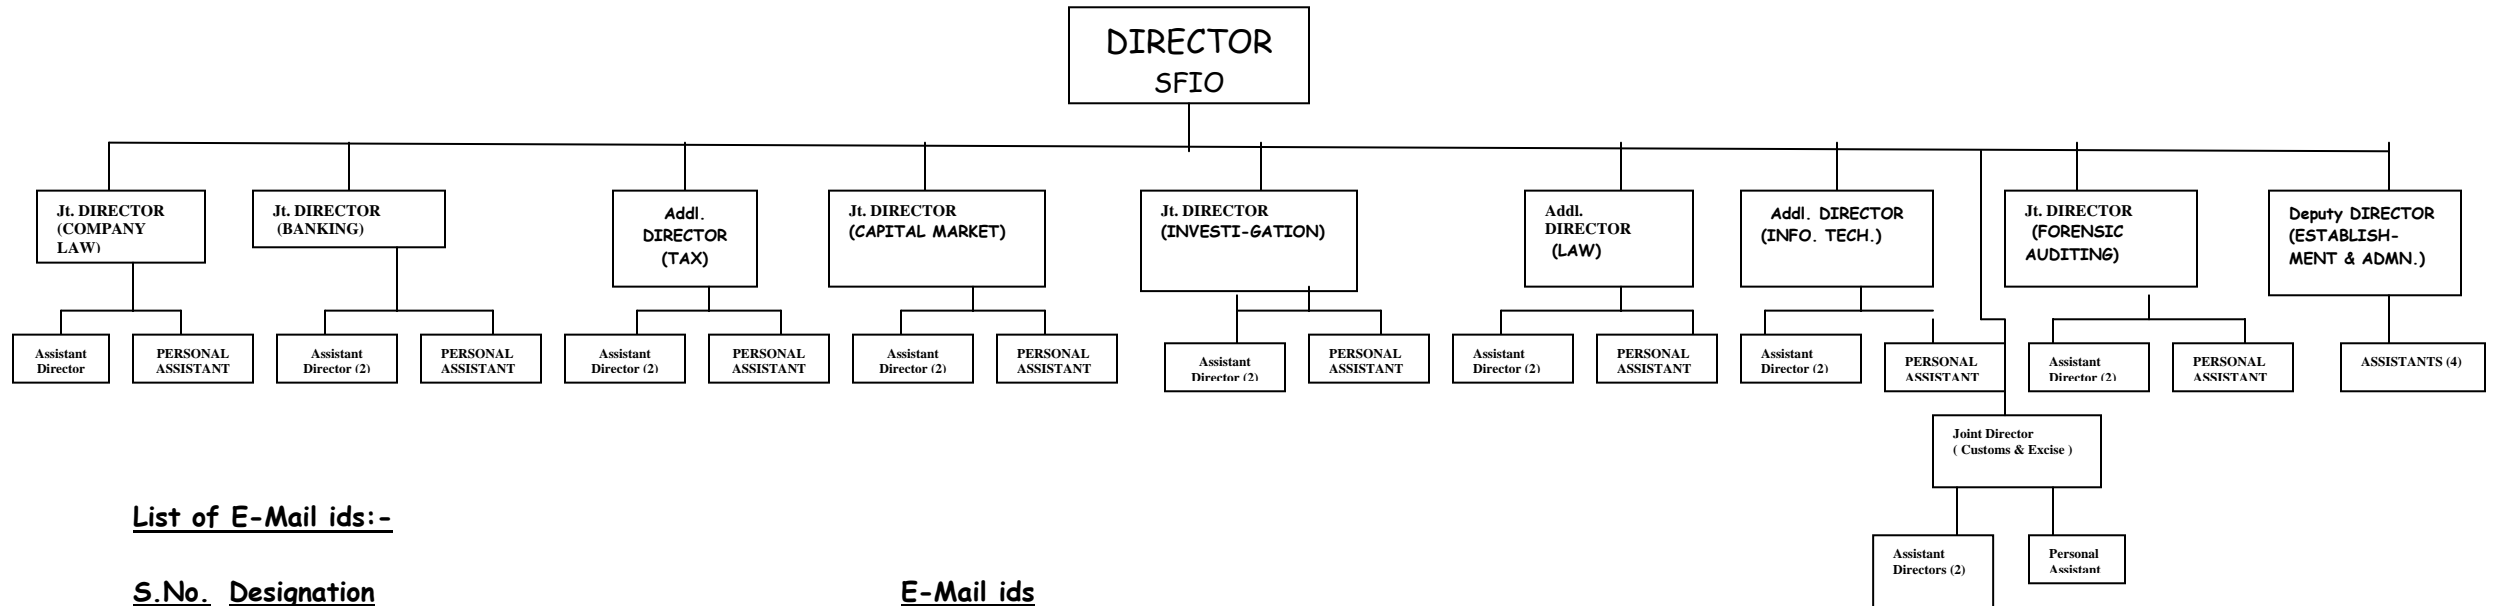 DIRECTOR
SFIO
Jt. DIRECTOR
(COMPANY
LAW)
Jt. DIRECTOR
(BANKING)
Addl.
DIRECTOR
(TAX)
Jt. DIRECTOR
(CAPITAL MARKET)
Jt. DIRECTOR
(INVESTI-GATION)
Addl.
DIRECTOR
(LAW)
Addl. DIRECTOR
(INFO. TECH.)
Jt. DIRECTOR
(FORENSIC
AUDITING)
Deputy DIRECTOR
(ESTABLISH-
MENT & ADMN.)
Assistant
Director
PERSONAL
ASSISTANT
Assistant
Director (2)
PERSONAL
ASSISTANT
Assistant
Director (2)
PERSONAL
ASSISTANT
Assistant
Director (2)
PERSONAL
ASSISTANT
Assistant
Director (2)
PERSONAL
ASSISTANT
Assistant
Director (2)
PERSONAL
ASSISTANT
Assistant
Director (2)
PERSONAL
ASSISTANT
Assistant
Director (2)
PERSONAL
ASSISTANT
ASSISTANTS (4)
Joint Director
( Customs & Excise )
Assistant
Directors (2)
Personal
Assistant
List of E-Mail ids:-
S.No. Designation E-Mail ids